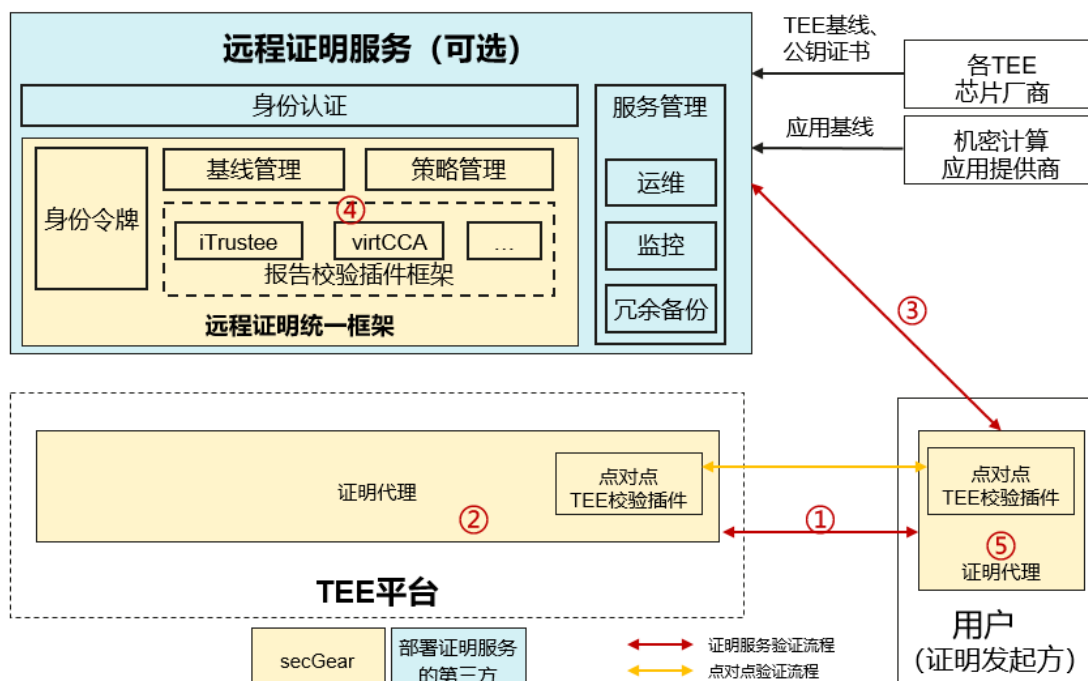 远程证明服务（可选）
身份认证
身份令牌
基线管理
策略管理
④
iTrustee
virtCCA
...
报告校验插件框架
远程证明统一框架
服务管理
运维
监控
冗余备份
TEE基线、
公钥证书
各TEE
芯片厂商
应用基线
机密计算
应用提供商
③
证明代理
②
点对点
TEE校验插件
TEE平台
①
点对点
TEE校验插件
⑤
证明代理
用户
（证明发起方）
secGear
部署证明服务
的第三方
证明服务验证流程
点对点验证流程